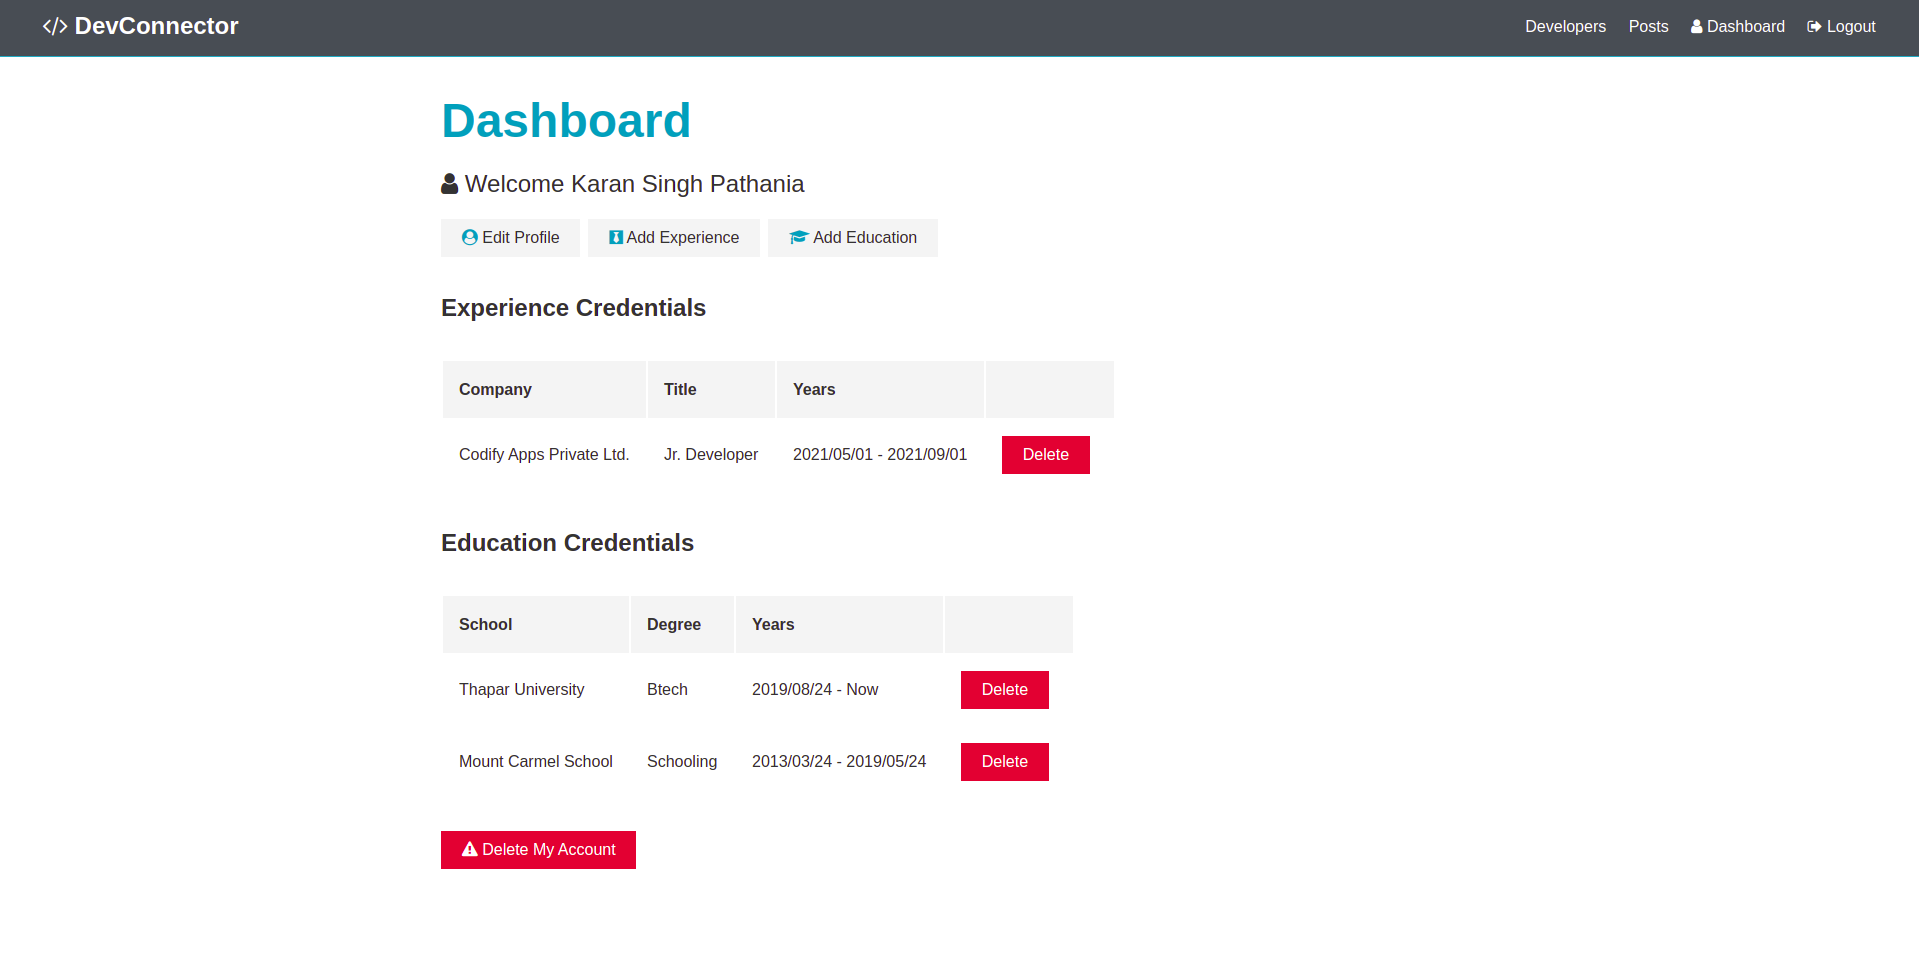 DevConnector
Developers Posts Dashboard Logout
Dashboard
Welcome Karan Singh Pathania
Edit Profile Add Experience Add Education
Experience Credentials
Company Title Years
Codify Apps Private Ltd. Jr. Developer 2021/05/01 - 2021/09/01 Delete
Education Credentials
School Degree Years
Thapar University Btech 2019/08/24 - Now Delete
Mount Carmel School Schooling 2013/03/24 - 2019/05/24 Delete
Delete My Account